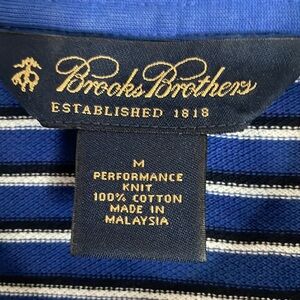 Brooks Brothers
ESTABLISHED 1818
M
PERFORMANCE
KNIT
100% COTTON
MADE IN
MALAYSIA